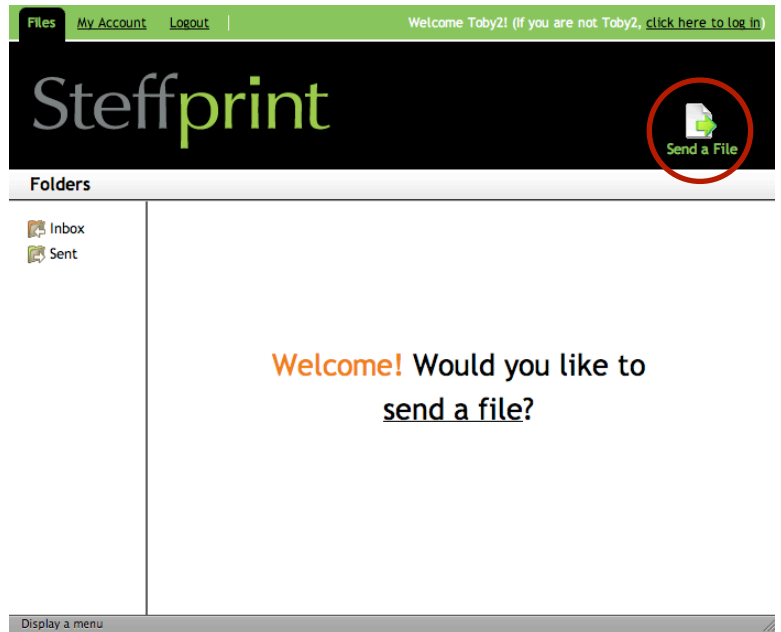 Files My Account Logout Welcome Toby2! (If you are not Toby2, click here to log in)
Steffprint
Send a File
Folders
Inbox
Sent
Welcome! Would you like to
send a file?
Display a menu